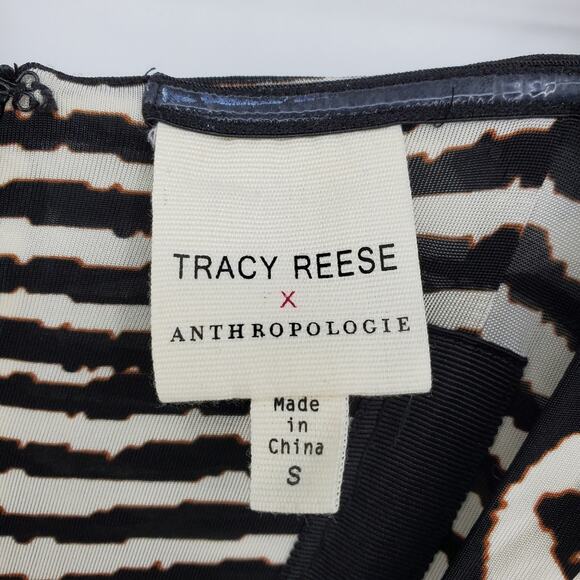 TRACY REESE
X
ANTHROPOLOGIE
Made
in
China
S